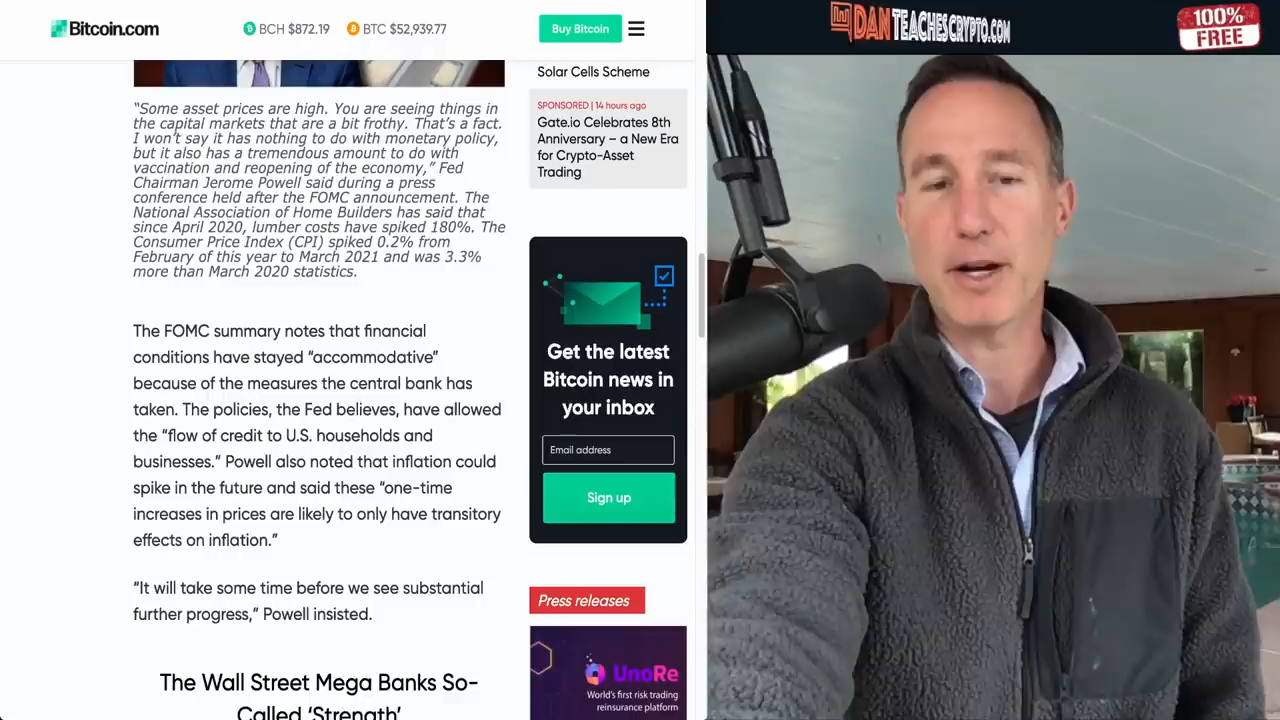 Bitcoin.com
BCH $872.19
BTC $52,939.77
Buy Bitcoin
DANTEACHESCRYPTO.COM
100%
FREE
"Some asset prices are high. You are seeing things in
the capital markets that are a bit frothy. That's a fact.
I won't say it has nothing to do with monetary policy,
but it also has a tremendous amount to do with
vaccination and reopening of the economy," Fed
Chairman Jerome Powell said during a press
conference held after the FOMC announcement. The
National Association of Home Builders has said that
since April 2020, lumber costs have spiked 180%. The
Consumer Price Index (CPI) spiked 0.2% from
February of this year to March 2021 and was 3.3%
more than March 2020 statistics.
The FOMC summary notes that financial
conditions have stayed "accommodative"
because of the measures the central bank has
taken. The policies, the Fed believes, have allowed
the "flow of credit to U.S. households and
businesses." Powell also noted that inflation could
spike in the future and said these "one-time
increases in prices are likely to only have transitory
effects on inflation."
"It will take some time before we see substantial
further progress," Powell insisted.
The Wall Street Mega Banks So-
Called 'Strength'
Solar Cells Scheme
SPONSORED | 14 hours ago
Gate.io Celebrates 8th
Anniversary – a New Era
for Crypto-Asset
Trading
Get the latest
Bitcoin news in
your inbox
Email address
Sign up
Press releases
UnoRe
World's first risk trading
reinsurance platform